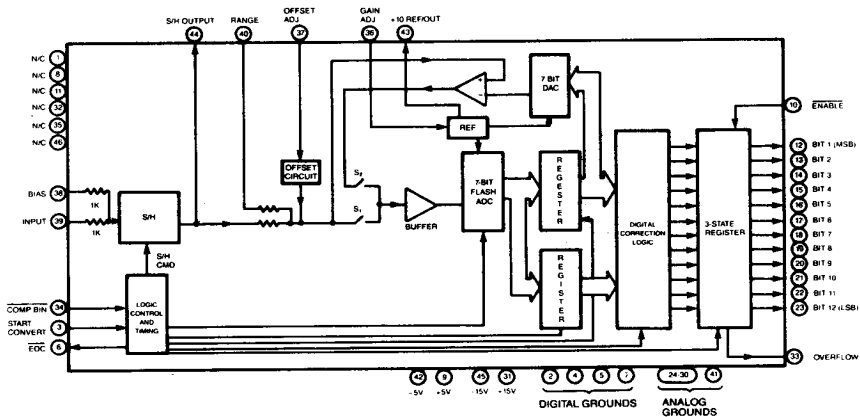 S/H OUTPUT
44
RANGE
40
OFFSET
ADJ
37
GAIN
ADJ
36
+10 REF/OUT
43
N/C 1
N/C 8
N/C 11
N/C 32
N/C 35
N/C 46
+
−
7 BIT
DAC
REF
10 ENABLE
OFFSET
CIRCUIT
S2
S1
BUFFER
7-BIT
FLASH
ADC
REGESTER
REGISTER
DIGITAL
CORRECTION
LOGIC
3-STATE
REGISTER
12 BIT 1 (MSB)
13 BIT 2
14 BIT 3
15 BIT 4
16 BIT 5
17 BIT 6
18 BIT 7
19 BIT 8
20 BIT 9
21 BIT 10
22 BIT 11
23 BIT 12 (LSB)
BIAS 38
1K
INPUT 39
1K
S/H
S/H
CMD
LOGIC
CONTROL
AND
TIMING
COMP BIN 34
START
CONVERT 3
EOC 6
33 OVERFLOW
42
-5V
9
+5V
45
-15V
31
+15V
2
4
5
7
DIGITAL GROUNDS
24-30
41
ANALOG
GROUNDS